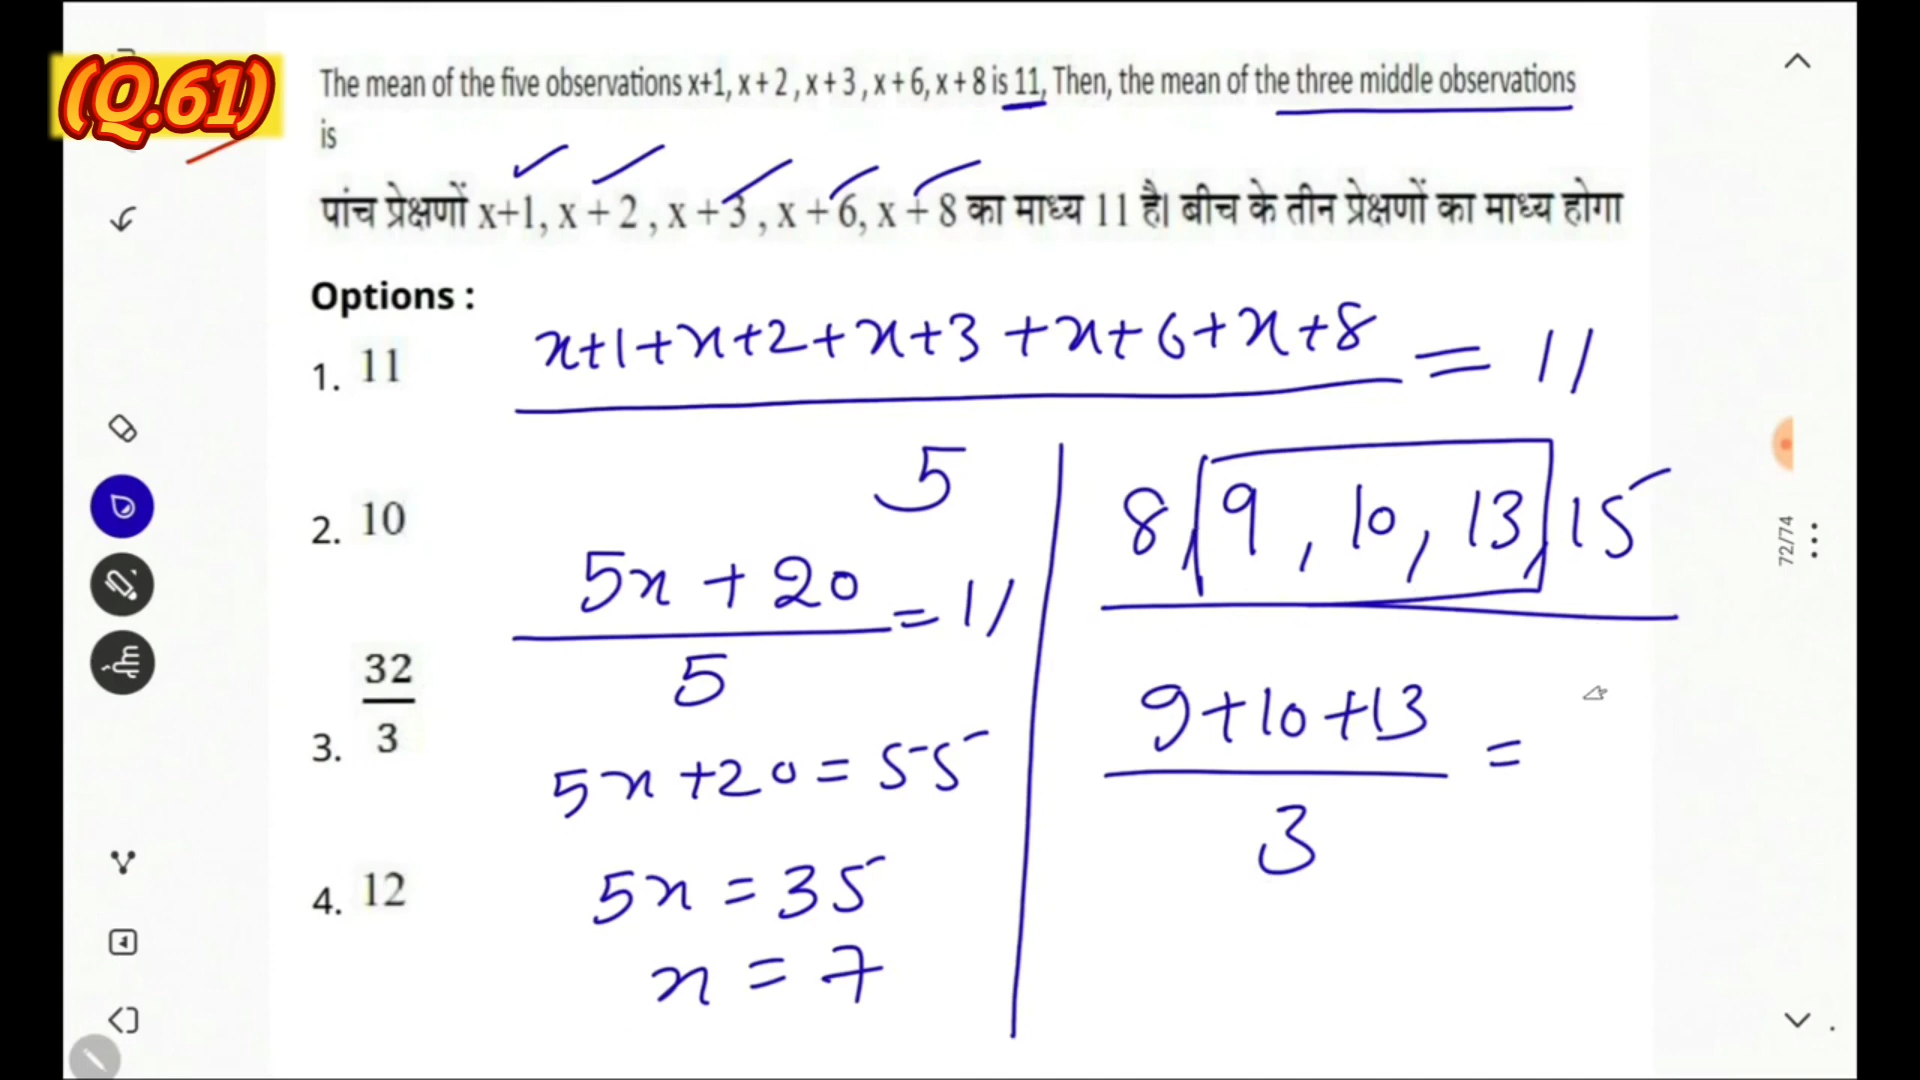 (Q.61)
The mean of the five observations x+1, x + 2 , x + 3 , x + 6, x + 8 is 11, Then, the mean of the three middle observations
is
पांच प्रेक्षणों x+1, x + 2 , x + 3 , x + 6, x + 8 का माध्य 11 है। बीच के तीन प्रेक्षणों का माध्य होगा
Options :
x+1+x+2+x+3+x+6+x+8 = 11
5
1. 11
2. 10
3. 32/3
4. 12
5x + 20 = 11
5
5x +20 = 55
5x = 35
x = 7
8, 9, 10, 13, 15
9+10+13 =
3
72/74